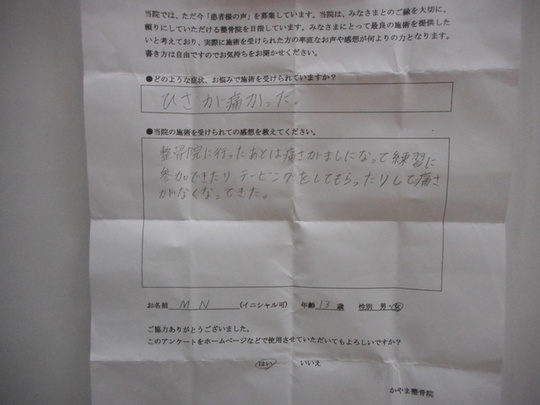 当院では、ただ今「患者様の声」を募集しています。当院は、みなさまとのご縁を大切に、
頼りにしていただける整骨院を目指しています。みなさまにとって最良の施術を提供した
いと考えており、実際に施術を受けられた方の率直なお声や感想が何よりの力となります。
書き方は自由ですのでお気持ちをお聞かせください。
●どのような症状、お悩みで施術を受けられていますか?
ひざが痛かった。
●当院の施術を受けられての感想を教えてください。
整骨院に行ったあとは痛さがましになって練習に
参加できたり、テーピングをしてもらったりして痛さ
がなくなってきた。
お名前 M N (イニシャル可) 年齢 13 歳 性別 男・女
ご協力ありがとうございました。
このアンケートをホームページなどで使用させていただいてもよろしいですか?
はい いいえ
かやま整骨院